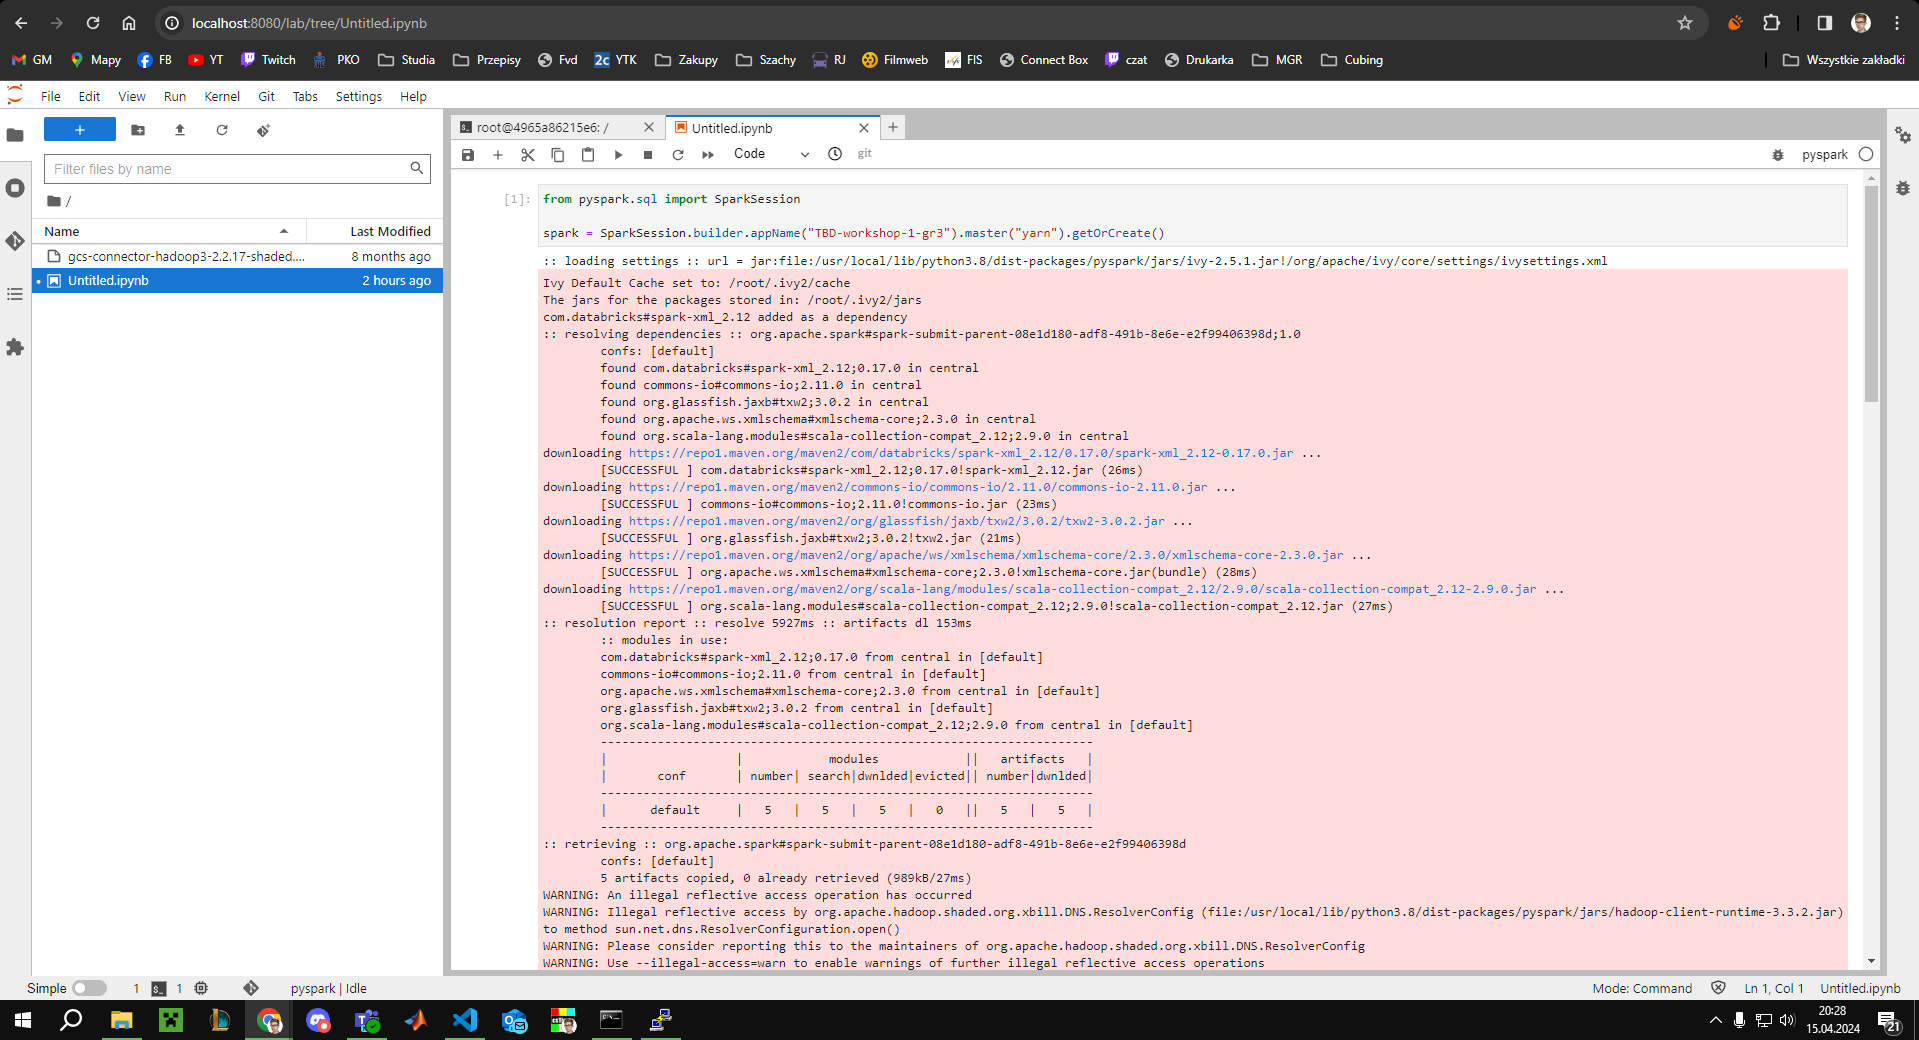 localhost:8080/lab/tree/Untitled.ipynb
GM Mapy FB YT Twitch PKO Studia Przepisy Fvd 2c YTK Zakupy Szachy RJ Filmweb FIS Connect Box czat Drukarka MGR Cubing Wszystkie zakładki
File Edit View Run Kernel Git Tabs Settings Help
root@4965a86215e6: / Untitled.ipynb
Code git pyspark
Filter files by name
/
Name Last Modified
gcs-connector-hadoop3-2.2.17-shaded.... 8 months ago
Untitled.ipynb 2 hours ago
[1]: from pyspark.sql import SparkSession
spark = SparkSession.builder.appName("TBD-workshop-1-gr3").master("yarn").getOrCreate()
:: loading settings :: url = jar:file:/usr/local/lib/python3.8/dist-packages/pyspark/jars/ivy-2.5.1.jar!/org/apache/ivy/core/settings/ivysettings.xml
Ivy Default Cache set to: /root/.ivy2/cache
The jars for the packages stored in: /root/.ivy2/jars
com.databricks#spark-xml_2.12 added as a dependency
:: resolving dependencies :: org.apache.spark#spark-submit-parent-08e1d180-adf8-491b-8e6e-e2f99406398d;1.0
confs: [default]
found com.databricks#spark-xml_2.12;0.17.0 in central
found commons-io#commons-io;2.11.0 in central
found org.glassfish.jaxb#txw2;3.0.2 in central
found org.apache.ws.xmlschema#xmlschema-core;2.3.0 in central
found org.scala-lang.modules#scala-collection-compat_2.12;2.9.0 in central
downloading https://repo1.maven.org/maven2/com/databricks/spark-xml_2.12/0.17.0/spark-xml_2.12-0.17.0.jar ...
[SUCCESSFUL ] com.databricks#spark-xml_2.12;0.17.0!spark-xml_2.12.jar (26ms)
downloading https://repo1.maven.org/maven2/commons-io/commons-io/2.11.0/commons-io-2.11.0.jar ...
[SUCCESSFUL ] commons-io#commons-io;2.11.0!commons-io.jar (23ms)
downloading https://repo1.maven.org/maven2/org/glassfish/jaxb/txw2/3.0.2/txw2-3.0.2.jar ...
[SUCCESSFUL ] org.glassfish.jaxb#txw2;3.0.2!txw2.jar (21ms)
downloading https://repo1.maven.org/maven2/org/apache/ws/xmlschema/xmlschema-core/2.3.0/xmlschema-core-2.3.0.jar ...
[SUCCESSFUL ] org.apache.ws.xmlschema#xmlschema-core;2.3.0!xmlschema-core.jar(bundle) (28ms)
downloading https://repo1.maven.org/maven2/org/scala-lang/modules/scala-collection-compat_2.12/2.9.0/scala-collection-compat_2.12-2.9.0.jar ...
[SUCCESSFUL ] org.scala-lang.modules#scala-collection-compat_2.12;2.9.0!scala-collection-compat_2.12.jar (27ms)
:: resolution report :: resolve 5927ms :: artifacts dl 153ms
:: modules in use:
com.databricks#spark-xml_2.12;0.17.0 from central in [default]
commons-io#commons-io;2.11.0 from central in [default]
org.apache.ws.xmlschema#xmlschema-core;2.3.0 from central in [default]
org.glassfish.jaxb#txw2;3.0.2 from central in [default]
org.scala-lang.modules#scala-collection-compat_2.12;2.9.0 from central in [default]
---------------------------------------------------------------------
|                  |            modules            ||   artifacts   |
|       conf       | number| search|dwnlded|evicted|| number|dwnlded|
---------------------------------------------------------------------
|      default     |   5   |   5   |   5   |   0   ||   5   |   5   |
---------------------------------------------------------------------
:: retrieving :: org.apache.spark#spark-submit-parent-08e1d180-adf8-491b-8e6e-e2f99406398d
confs: [default]
5 artifacts copied, 0 already retrieved (989kB/27ms)
WARNING: An illegal reflective access operation has occurred
WARNING: Illegal reflective access by org.apache.hadoop.shaded.org.xbill.DNS.ResolverConfig (file:/usr/local/lib/python3.8/dist-packages/pyspark/jars/hadoop-client-runtime-3.3.2.jar)
to method sun.net.dns.ResolverConfiguration.open()
WARNING: Please consider reporting this to the maintainers of org.apache.hadoop.shaded.org.xbill.DNS.ResolverConfig
WARNING: Use --illegal-access=warn to enable warnings of further illegal reflective access operations
Simple 1 1 pyspark | Idle Mode: Command Ln 1, Col 1 Untitled.ipynb
20:28
15.04.2024
21